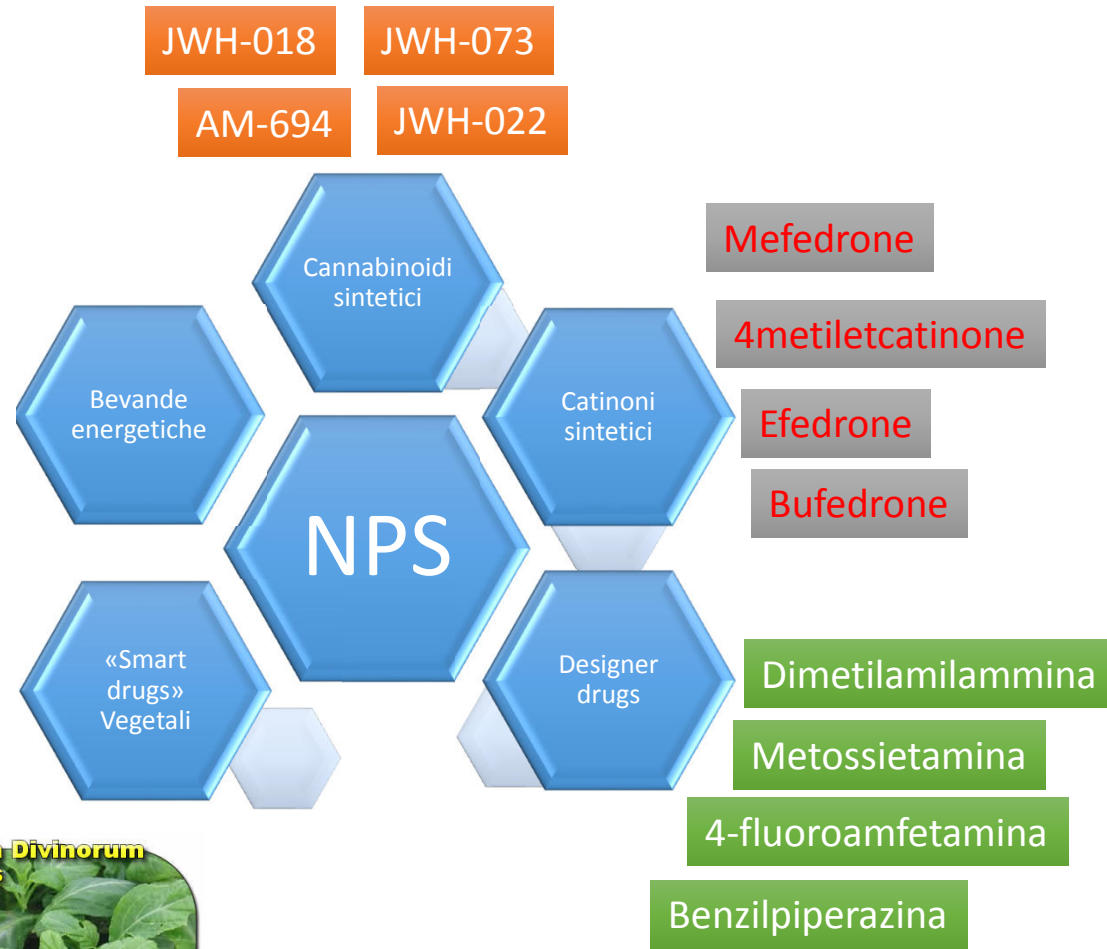 JWH-018
JWH-073
AM-694
JWH-022
Cannabinoidi
sintetici
Mefedrone
4metiletcatinone
Efedrone
Bufedrone
Catinoni
sintetici
Bevande
energetiche
NPS
«Smart
drugs»
Vegetali
Designer
drugs
Dimetilamilammina
Metossietamina
4-fluoroamfetamina
Benzilpiperazina
Divinorum